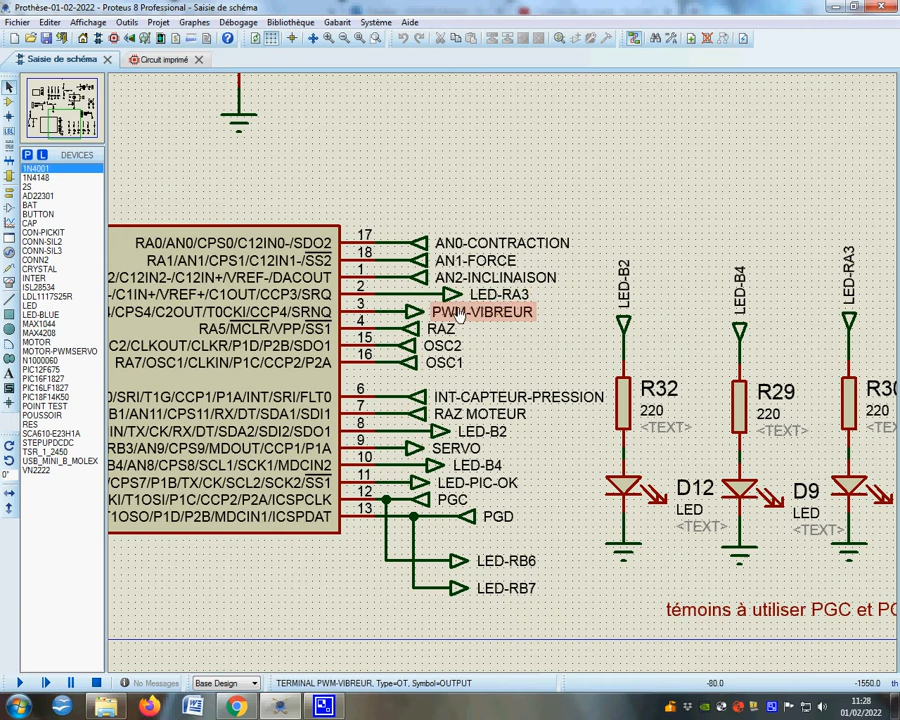 Prothèse-01-02-2022 - Proteus 8 Professional - Saisie de schéma
Fichier Editer Affichage Outils Projet Graphes Débogage Bibliothèque Gabarit Système Aide
Saisie de schéma
Circuit imprimé
P L DEVICES
1N4001
1N4148
2S
AD22301
BAT
BUTTON
CAP
CON-PICKIT
CONN-SIL2
CONN-SIL3
CONN2
CRYSTAL
INTER
ISL28534
LDL1117S25R
LED
LED-BLUE
MAX1044
MAX4208
MOTOR
MOTOR-PWMSERVO
N1000060
PIC12F675
PIC16F1827
PIC16LF1827
PIC18F14K50
POINT TEST
POUSSOIR
RES
SCA610-E23H1A
STEPUPDCDC
TSR_1_2450
USB_MINI_B_MOLEX
VN2222
RA0/AN0/CPS0/C12IN0-/SDO2 17 AN0-CONTRACTION
RA1/AN1/CPS1/C12IN1-/SS2 18 AN1-FORCE
2/C12IN2-/C12IN+/VREF-/DACOUT 1 AN2-INCLINAISON
-/C1IN+/VREF+/C1OUT/CCP3/SRQ 2 LED-RA3
4/CPS4/C2OUT/T0CKI/CCP4/SRNQ 3 PWM-VIBREUR
RA5/MCLR/VPP/SS1 4 RAZ
2/CLKOUT/CLKR/P1D/P2B/SDO1 15 OSC2
RA7/OSC1/CLKIN/P1C/CCP2/P2A 16 OSC1
0/SRI/T1G/CCP1/P1A/INT/SRI/FLT0 6 INT-CAPTEUR-PRESSION
B1/AN11/CPS11/RX/DT/SDA1/SDI1 7 RAZ MOTEUR
IN/TX/CK/RX/DT/SDA2/SDI2/SDO1 8 LED-B2
RB3/AN9/CPS9/MDOUT/CCP1/P1A 9 SERVO
B4/AN8/CPS8/SCL1/SCK1/MDCIN2 10 LED-B4
/CPS7/P1B/TX/CK/SCL2/SCK2/SS1 11 LED-PIC-OK
KI/T1OSI/P1C/CCP2/P2A/ICSPCLK 12 PGC
1OSO/P1D/P2B/MDCIN1/ICSPDAT 13 PGD
LED-RB6
LED-RB7
LED-B2
LED-B4
LED-RA3
R32
220
<TEXT>
R29
220
<TEXT>
R30
220
<TEXT>
D12
LED
<TEXT>
D9
LED
<TEXT>
témoins à utiliser PGC et PG
No Messages
Base Design
TERMINAL PWM-VIBREUR, Type=OT, Symbol=OUTPUT
-80.0
-1550.0
th
11:28
01/02/2022